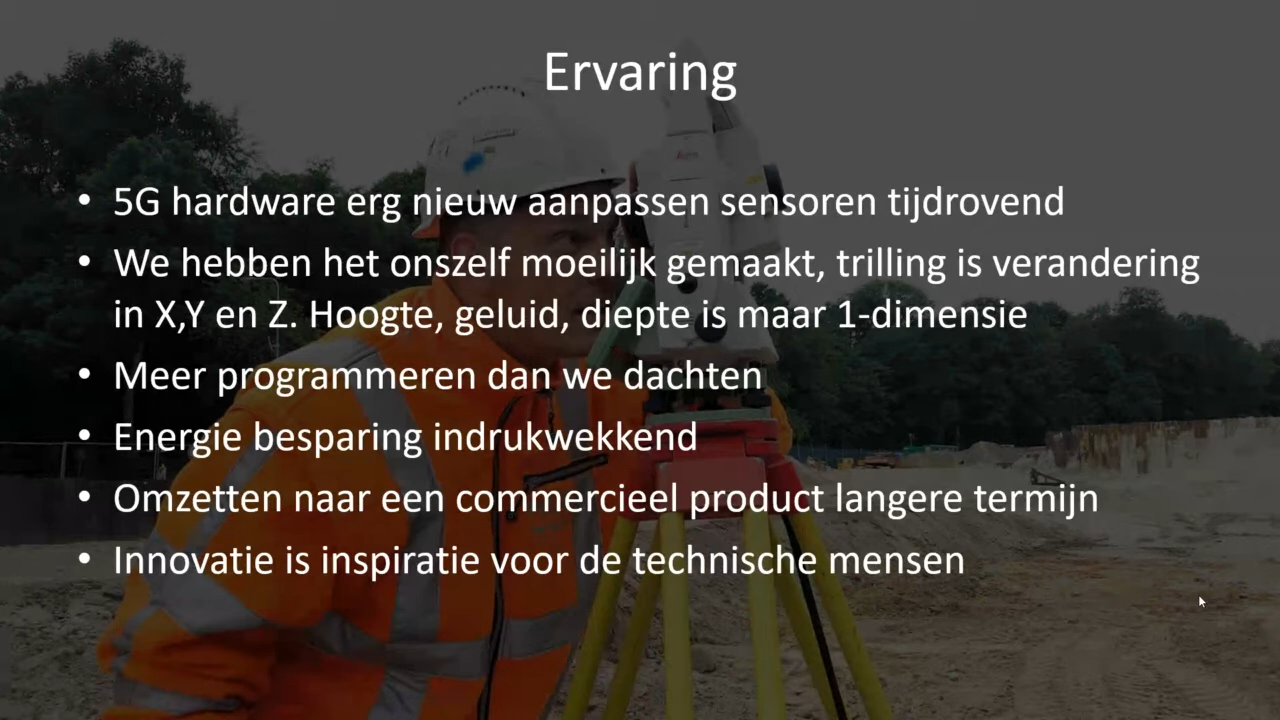 Ervaring
• 5G hardware erg nieuw aanpassen sensoren tijdrovend
• We hebben het onszelf moeilijk gemaakt, trilling is verandering
in X,Y en Z. Hoogte, geluid, diepte is maar 1-dimensie
• Meer programmeren dan we dachten
• Energie besparing indrukwekkend
• Omzetten naar een commercieel product langere termijn
• Innovatie is inspiratie voor de technische mensen